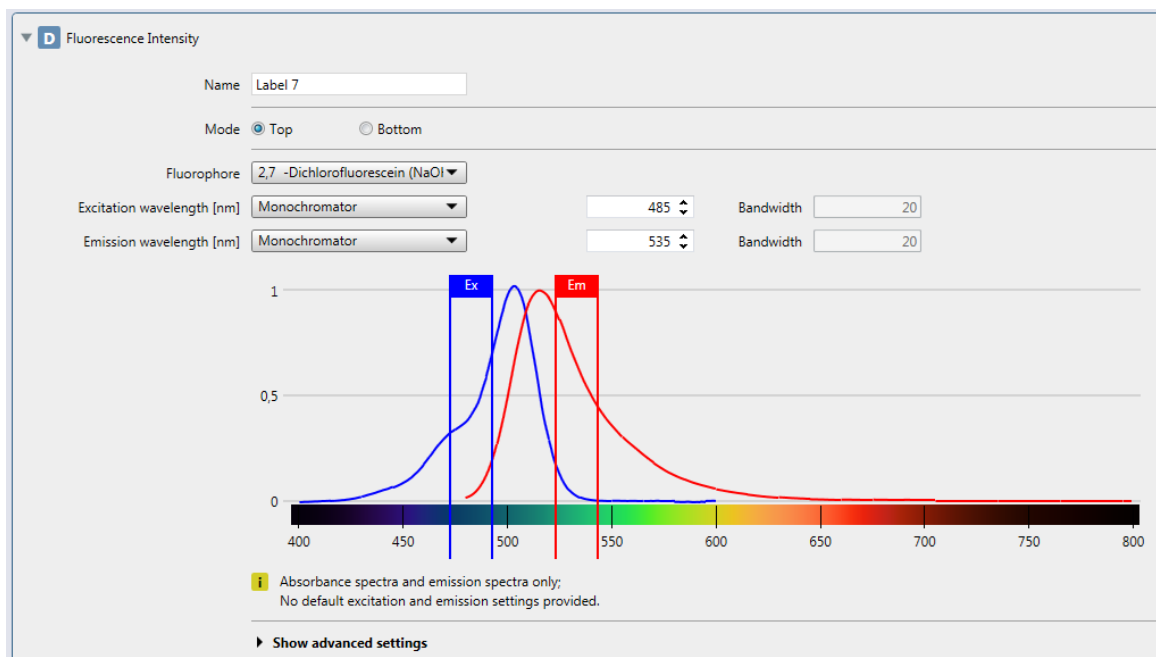 D Fluorescence Intensity
Name Label 7
Mode Top Bottom
Fluorophore 2,7 -Dichlorofluorescein (NaOH
Excitation wavelength [nm] Monochromator 485 Bandwidth 20
Emission wavelength [nm] Monochromator 535 Bandwidth 20
Ex Em
1
0,5
0
400 450 500 550 600 650 700 750 800
i Absorbance spectra and emission spectra only;
No default excitation and emission settings provided.
Show advanced settings